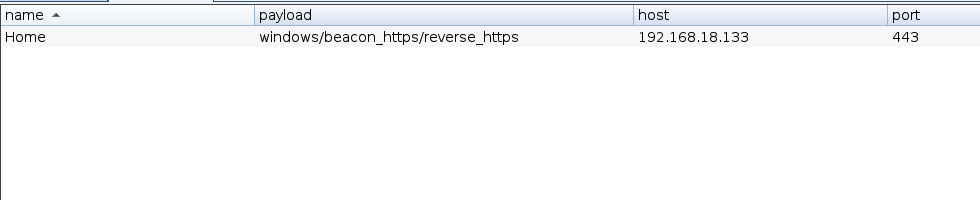 name payload host port
Home windows/beacon_https/reverse_https 192.168.18.133 443